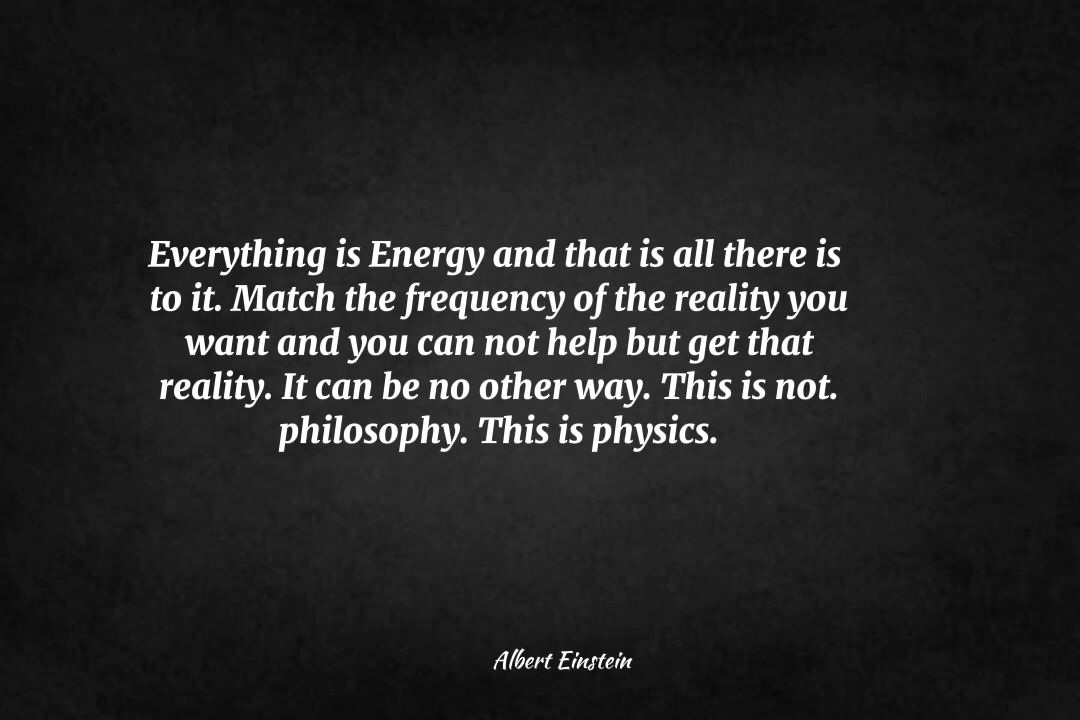 Everything is Energy and that is all there is
to it. Match the frequency of the reality you
want and you can not help but get that
reality. It can be no other way. This is not.
philosophy. This is physics.
Albert Einstein